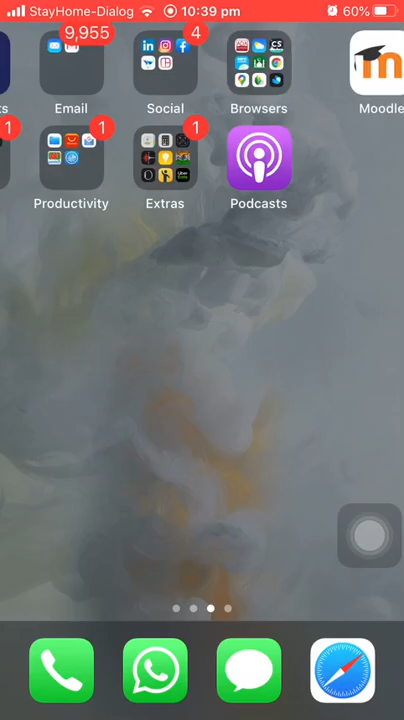 StayHome-Dialog 10:39 pm 60%
9,955 4
Email Social Browsers Moodle
1 1 1
Productivity Extras Podcasts